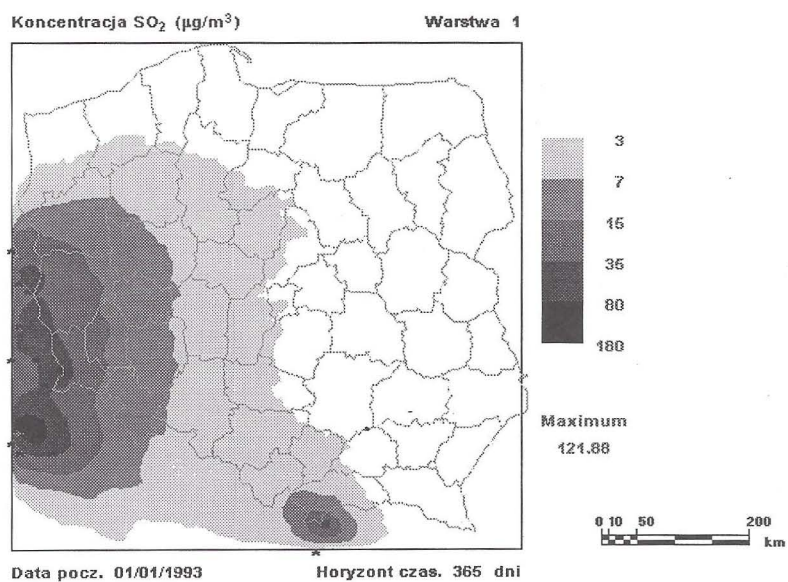 Koncentracja SO₂ (µg/m³) Warstwa 1
3
7
15
35
80
180
Maximum
121.88
0 10 50 200
km
Data pocz. 01/01/1993 Horyzont czas. 365 dni